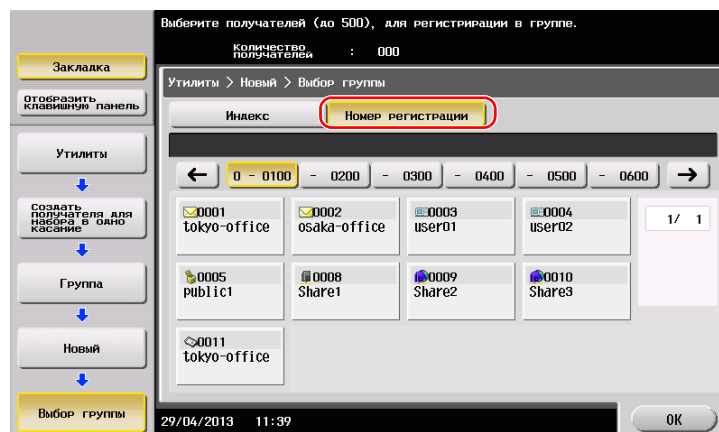 Выберите получателей (до 500), для регистрирации в группе.
Количество
получателей : 000
Закладка
Отобразить
клавишную панель
Утилиты
Создать
получателя для
набора в одно
касание
Группа
Новый
Выбор группы
Утилиты > Новый > Выбор группы
Индекс
Номер регистрации
← 0 - 0100 - 0200 - 0300 - 0400 - 0500 - 0600 →
0001
tokyo-office
0002
osaka-office
0003
user01
0004
user02
1/ 1
0005
public1
0008
Share1
0009
Share2
0010
Share3
0011
tokyo-office
29/04/2013 11:39
OK